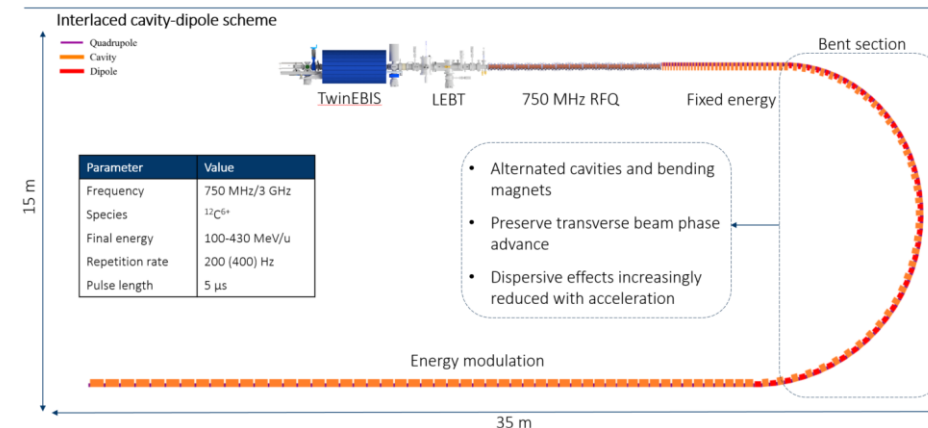 Interlaced cavity-dipole scheme
Quadrupole
Cavity
Dipole
Bent section
TwinEBIS
LEBT
750 MHz RFQ
Fixed energy
15 m
Parameter Value
Frequency 750 MHz/3 GHz
Species ¹²C⁶⁺
Final energy 100-430 MeV/u
Repetition rate 200 (400) Hz
Pulse length 5 µs
• Alternated cavities and bending
magnets
• Preserve transverse beam phase
advance
• Dispersive effects increasingly
reduced with acceleration
Energy modulation
35 m